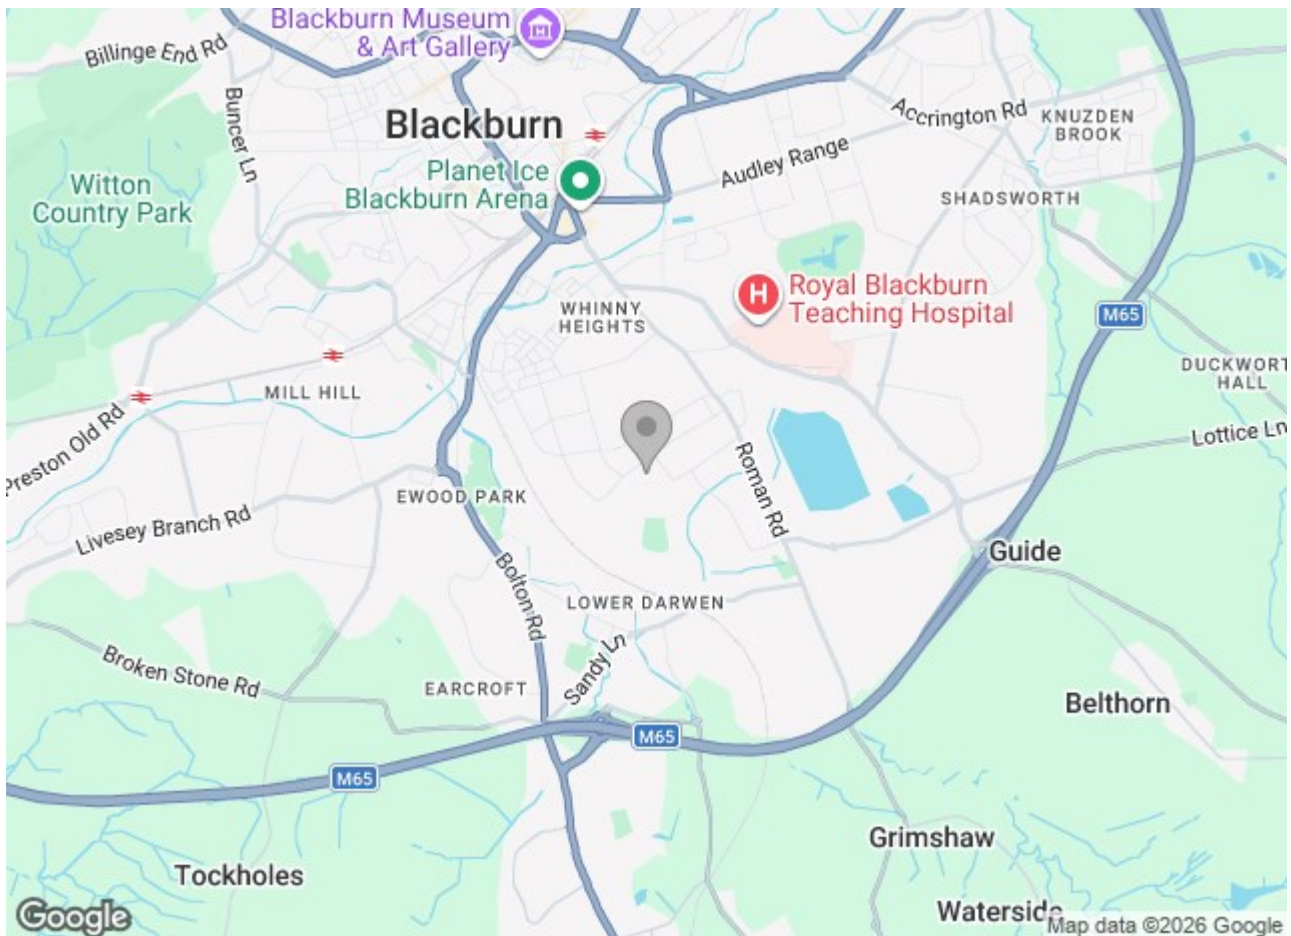 Blackburn Museum
& Art Gallery
Billinge End Rd
Buncer Ln
Blackburn
Accrington Rd
KNUZDEN
BROOK
Planet Ice
Blackburn Arena
Audley Range
Witton
Country Park
SHADSWORTH
H
Royal Blackburn
Teaching Hospital
WHINNY
HEIGHTS
M65
MILL HILL
DUCKWORT
HALL
Preston Old Rd
Lottice Ln
Roman Rd
EWOOD PARK
Livesey Branch Rd
Guide
Bolton Rd
LOWER DARWEN
Sandy Ln
Broken Stone Rd
EARCROFT
Belthorn
M65
M65
Grimshaw
Tockholes
Waterside
Google
Map data ©2026 Google